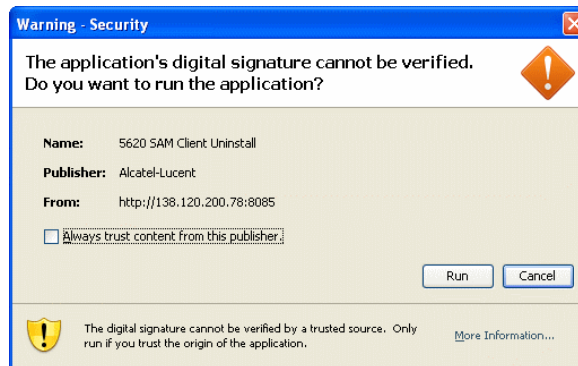 Warning - Security
The application's digital signature cannot be verified.
Do you want to run the application?
Name: 5620 SAM Client Uninstall
Publisher: Alcatel-Lucent
From: http://138.120.200.78:8085
Always trust content from this publisher.
Run Cancel
The digital signature cannot be verified by a trusted source. Only
run if you trust the origin of the application.
More Information...